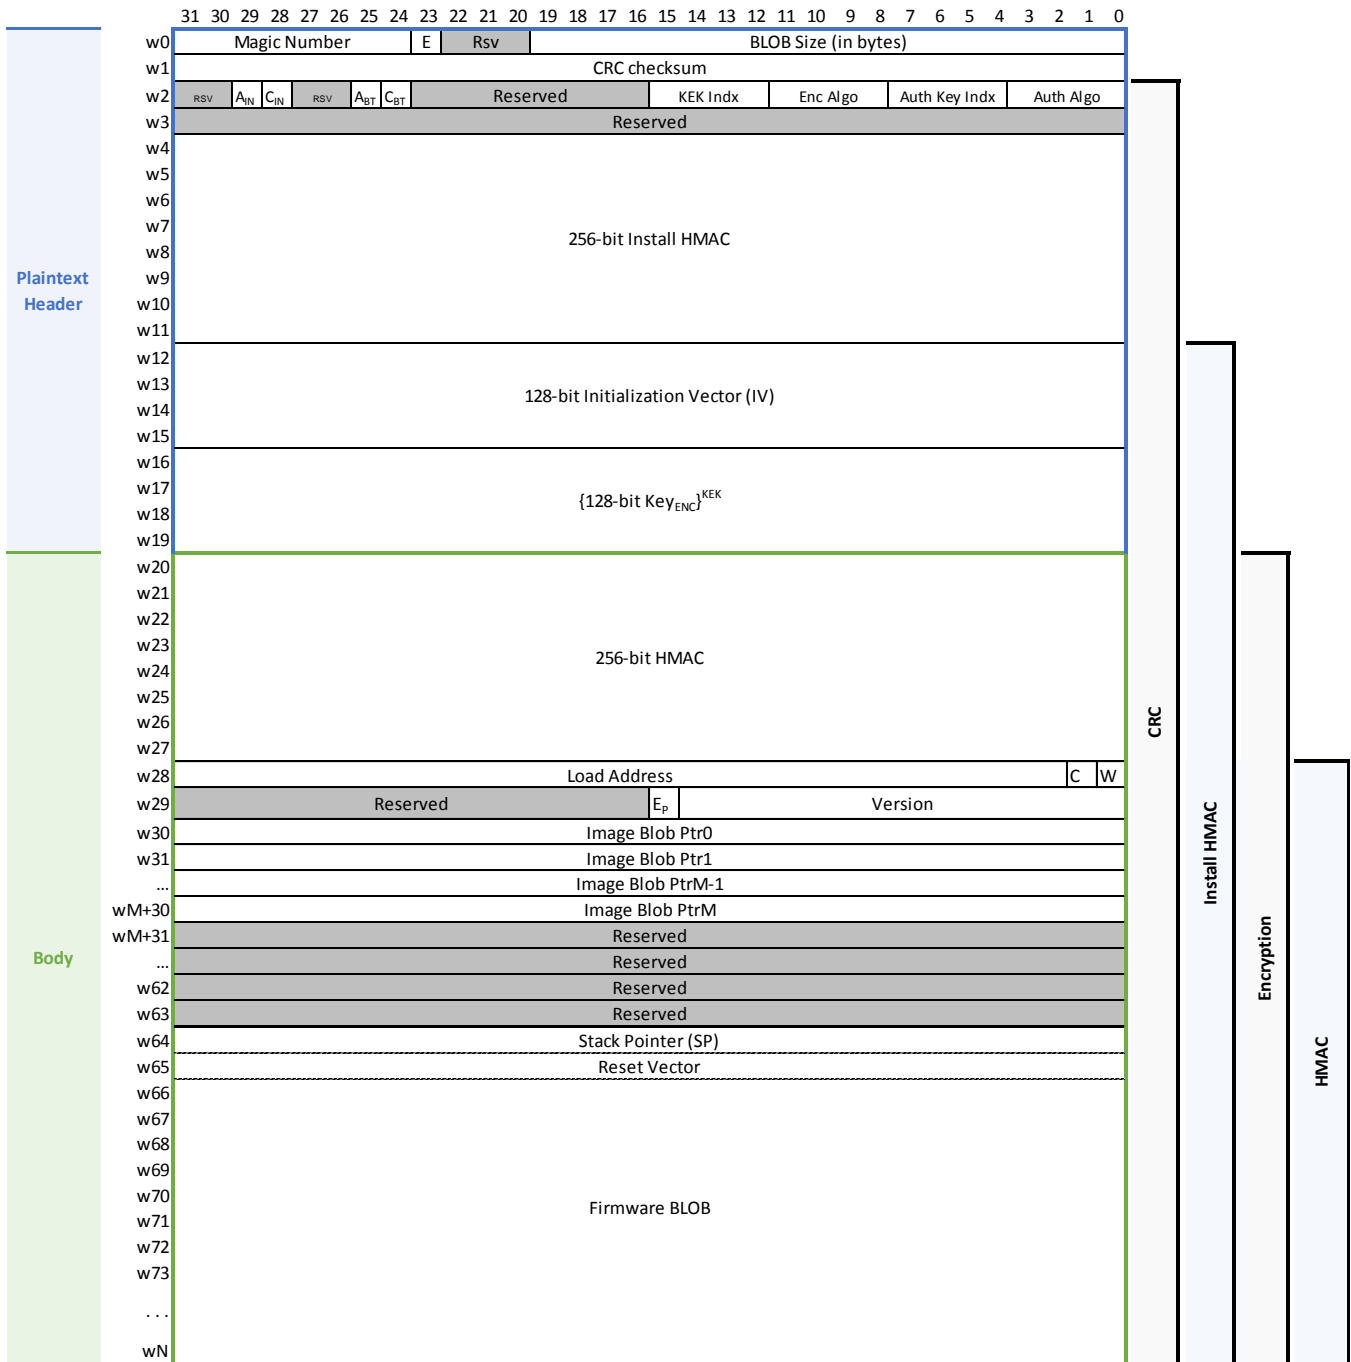 31 30 29 28 27 26 25 24 23 22 21 20 19 18 17 16 15 14 13 12 11 10 9 8 7 6 5 4 3 2 1 0
w0 Magic Number E Rsv BLOB Size (in bytes)
w1 CRC checksum
w2 RSV A_IN C_IN RSV A_BT C_BT Reserved KEK Indx Enc Algo Auth Key Indx Auth Algo
w3 Reserved
w4
w5
w6
w7
256-bit Install HMAC
w8
w9
Plaintext
Header
w10
w11
w12
w13
128-bit Initialization Vector (IV)
w14
w15
w16
w17
{128-bit Key_ENC}^KEK
w18
w19
w20
w21
w22
w23
256-bit HMAC
w24
w25
w26
w27
CRC
w28 Load Address C W
w29 Reserved E_P Version
w30 Image Blob Ptr0
w31 Image Blob Ptr1
... Image Blob PtrM-1
wM+30 Image Blob PtrM
wM+31 Reserved
Install HMAC
Body
... Reserved
w62 Reserved
Encryption
w63 Reserved
w64 Stack Pointer (SP)
w65 Reset Vector
HMAC
w66
w67
w68
w69
w70
Firmware BLOB
w71
w72
w73
...
wN